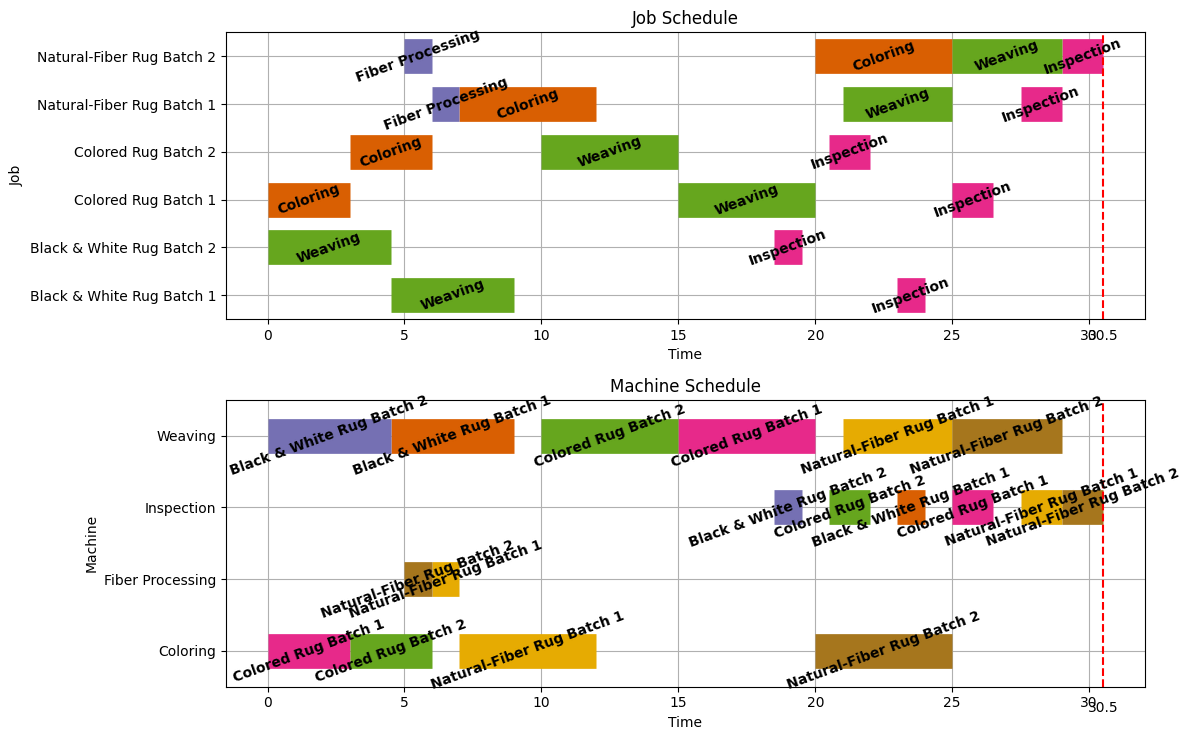 Job Schedule
Job
Natural-Fiber Rug Batch 2
Fiber Processing
Coloring
Weaving
Inspection
Natural-Fiber Rug Batch 1
Fiber Processing
Coloring
Weaving
Inspection
Colored Rug Batch 2
Coloring
Weaving
Inspection
Colored Rug Batch 1
Coloring
Weaving
Inspection
Black & White Rug Batch 2
Weaving
Inspection
Black & White Rug Batch 1
Weaving
Inspection
0 5 10 15 20 25 30 30.5
Time
Machine Schedule
Machine
Weaving
Black & White Rug Batch 2
Black & White Rug Batch 1
Colored Rug Batch 2
Colored Rug Batch 1
Natural-Fiber Rug Batch 1
Natural-Fiber Rug Batch 2
Inspection
Black & White Rug Batch 2
Colored Rug Batch 2
Black & White Rug Batch 1
Colored Rug Batch 1
Natural-Fiber Rug Batch 1
Natural-Fiber Rug Batch 2
Fiber Processing
Natural-Fiber Rug Batch 2
Natural-Fiber Rug Batch 1
Coloring
Colored Rug Batch 1
Colored Rug Batch 2
Natural-Fiber Rug Batch 1
Natural-Fiber Rug Batch 2
0 5 10 15 20 25 30 30.5
Time